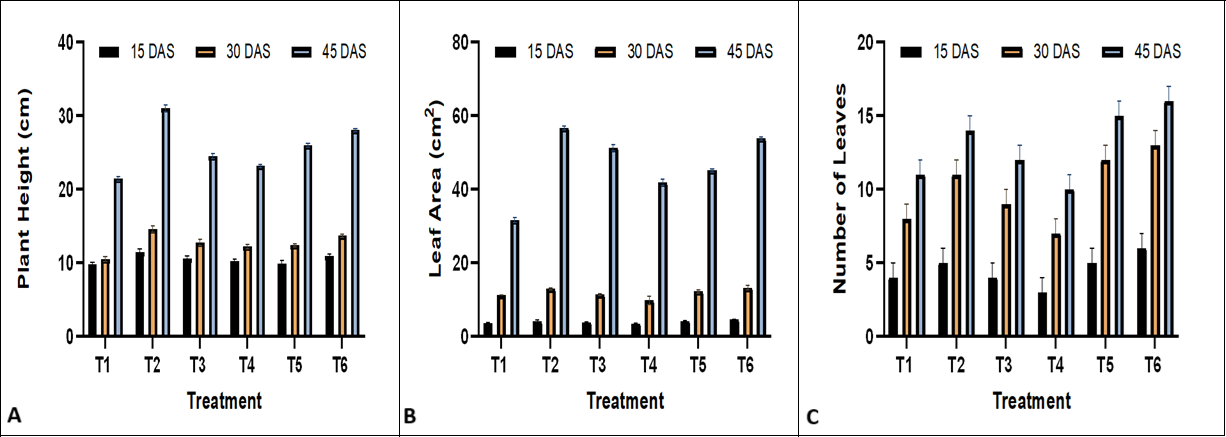 15 DAS 30 DAS 45 DAS
Plant Height (cm)
40
30
20
10
0
T1 T2 T3 T4 T5 T6
Treatment
A
15 DAS 30 DAS 45 DAS
Leaf Area (cm²)
80
60
40
20
0
T1 T2 T3 T4 T5 T6
Treatment
B
15 DAS 30 DAS 45 DAS
Number of Leaves
20
15
10
5
0
T1 T2 T3 T4 T5 T6
Treatment
C